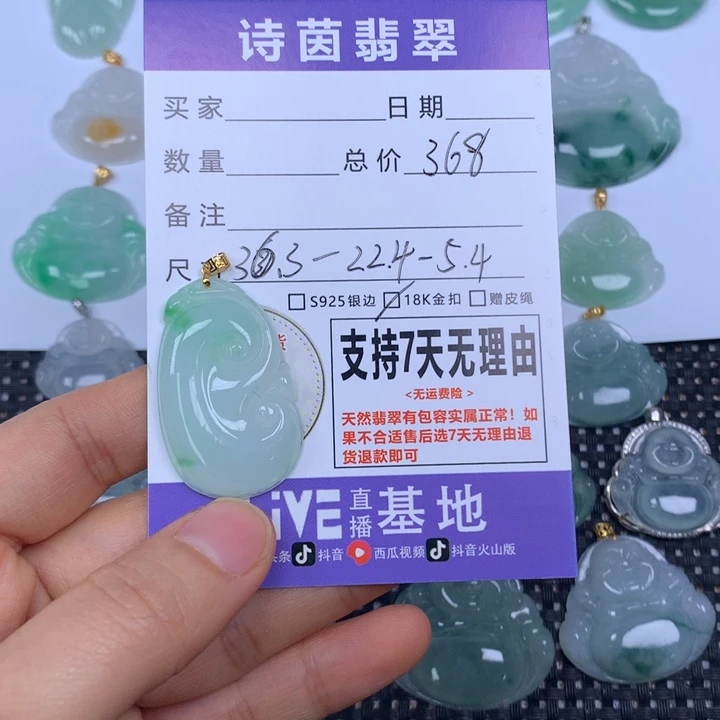 诗茵翡翠
买家 日期
数量 总价 368
备注
尺 36.3-22.4-5.4
S925银边 18K金扣 赠皮绳
支持7天无理由
<无运费险>
天然翡翠有包容实属正常！如
果不合适售后选7天无理由退
货退款即可
iVE 直播 基地
头条 抖音 西瓜视频 抖音火山版